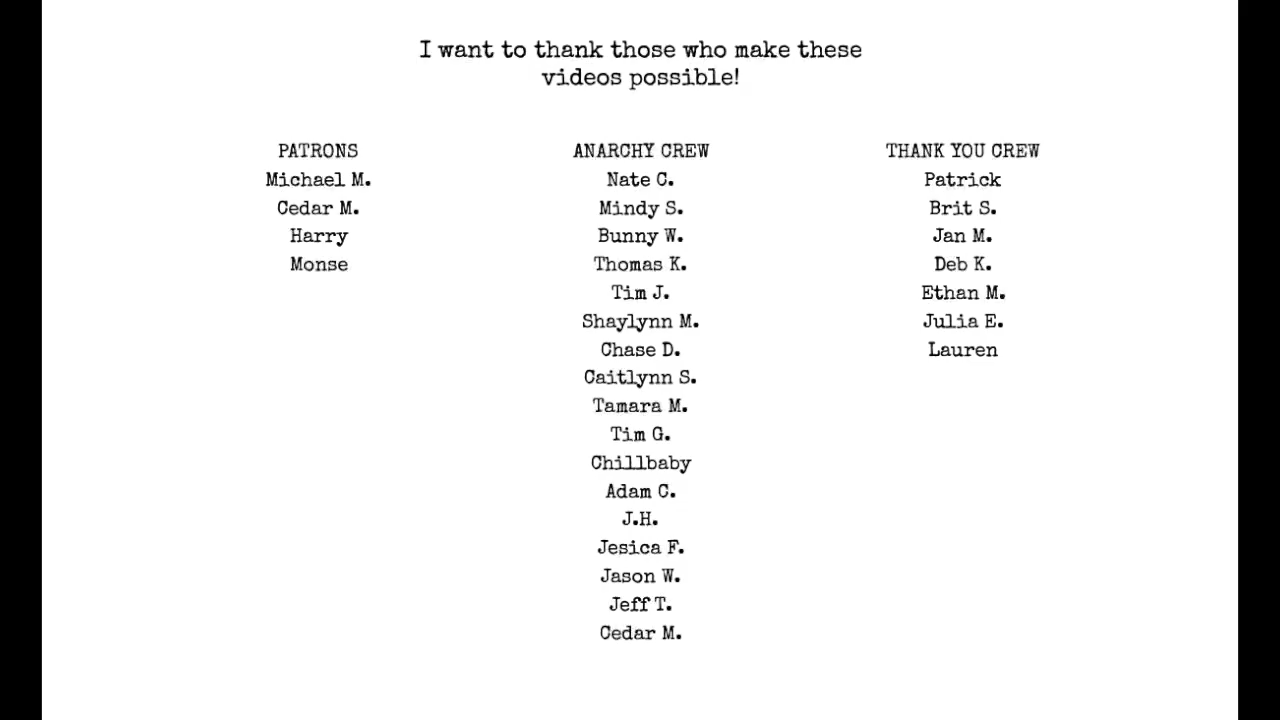 I want to thank those who make these
videos possible!
PATRONS
Michael M.
Cedar M.
Harry
Monse
ANARCHY CREW
Nate C.
Mindy S.
Bunny W.
Thomas K.
Tim J.
Shaylynn M.
Chase D.
Caitlynn S.
Tamara M.
Tim G.
Chillbaby
Adam C.
J.H.
Jesica F.
Jason W.
Jeff T.
Cedar M.
THANK YOU CREW
Patrick
Brit S.
Jan M.
Deb K.
Ethan M.
Julia E.
Lauren